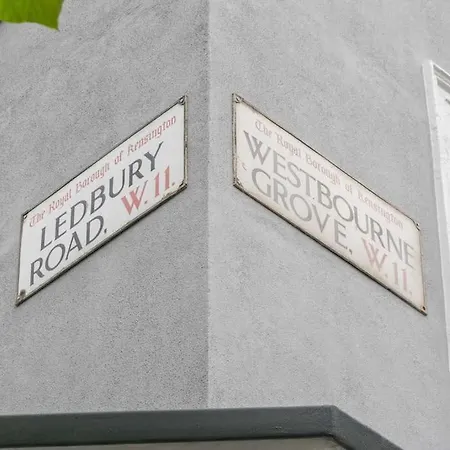 The Royal Borough of Kensington
LEDBURY
ROAD. W.11.
The Royal Borough of Kensington
WESTBOURNE
GROVE. W.11.